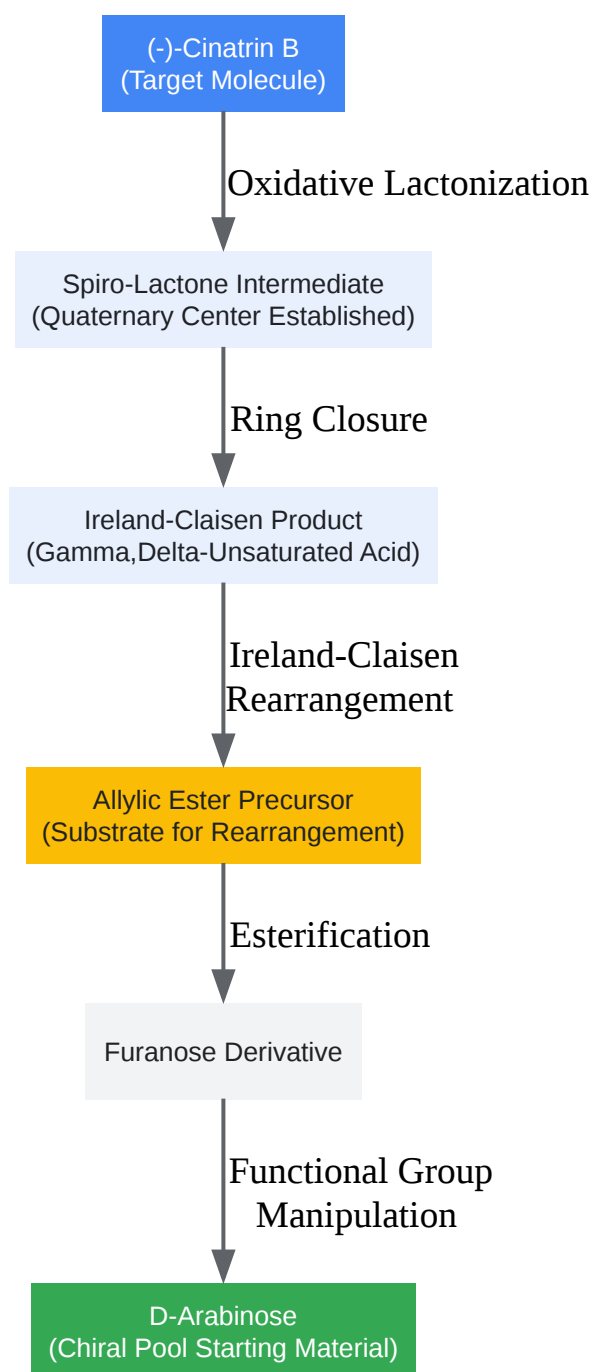 (-)-Cinatrin B
(Target Molecule)
Oxidative Lactonization
Spiro-Lactone Intermediate
(Quaternary Center Established)
Ring Closure
Ireland-Claisen Product
(Gamma,Delta-Unsaturated Acid)
Ireland-Claisen
Rearrangement
Allylic Ester Precursor
(Substrate for Rearrangement)
Esterification
Furanose Derivative
Functional Group
Manipulation
D-Arabinose
(Chiral Pool Starting Material)